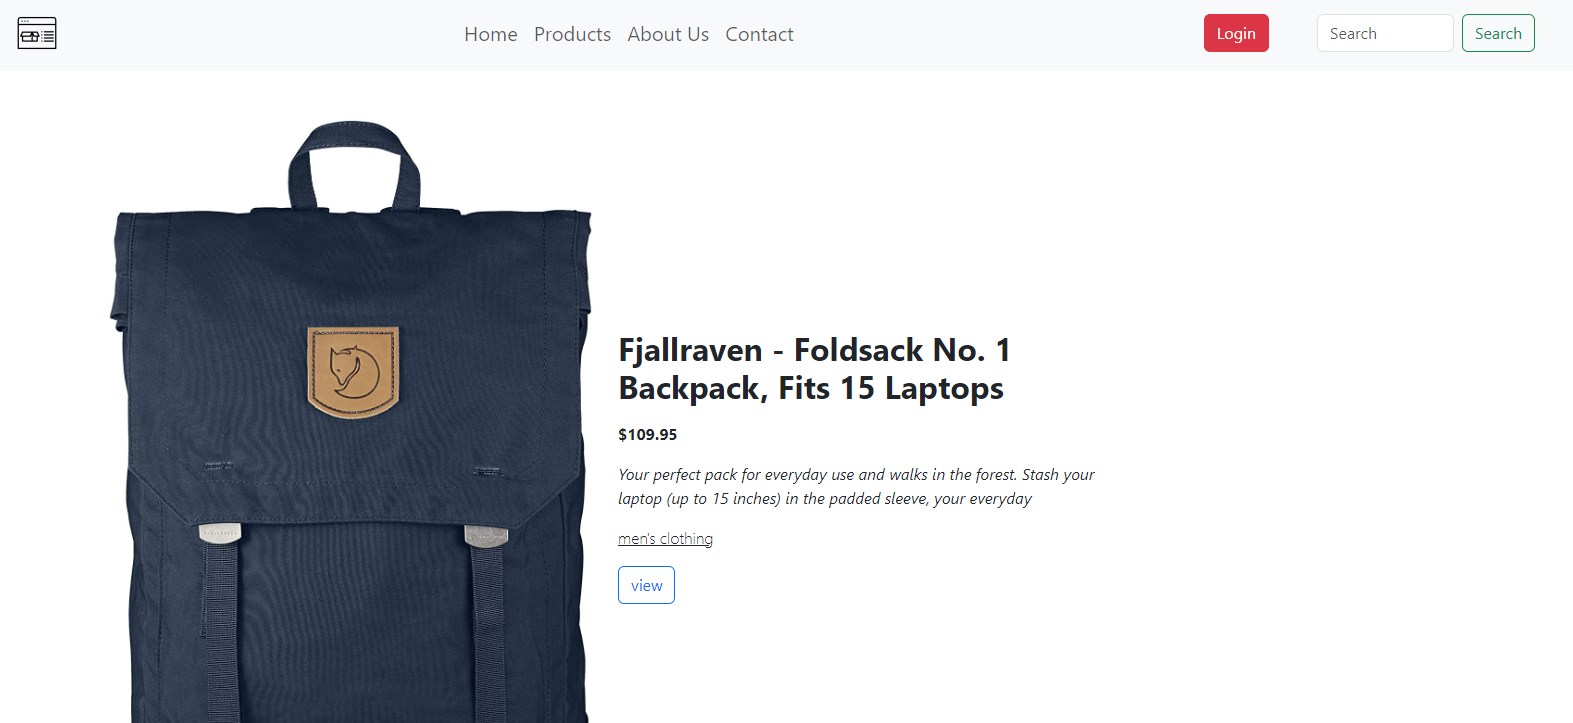 Home Products About Us Contact Login Search Search
Fjallraven - Foldsack No. 1
Backpack, Fits 15 Laptops
$109.95
Your perfect pack for everyday use and walks in the forest. Stash your
laptop (up to 15 inches) in the padded sleeve, your everyday
men's clothing
view